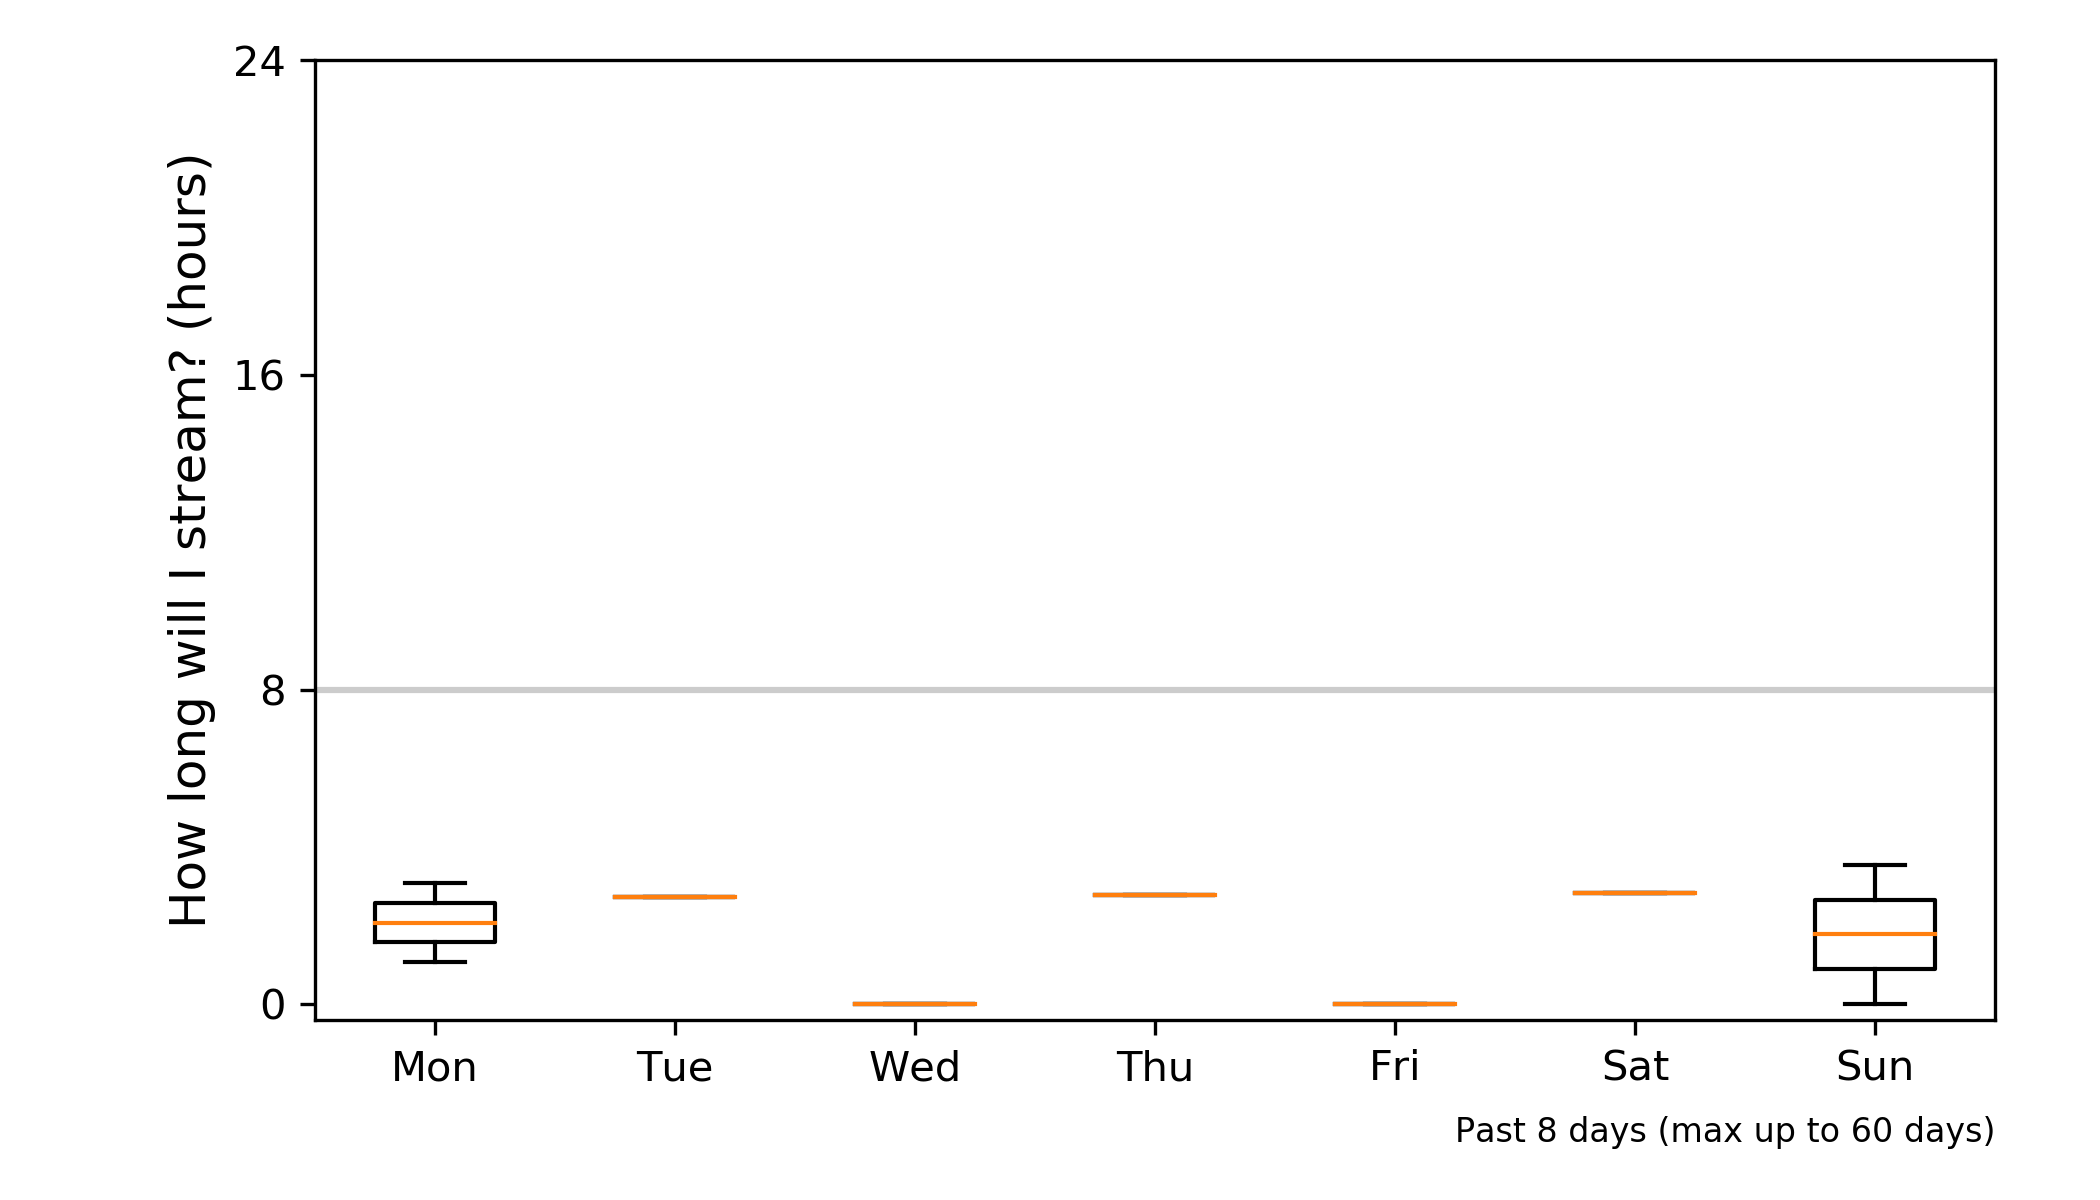 How long will I stream? (hours)
24
16
8
0
Mon Tue Wed Thu Fri Sat Sun
Past 8 days (max up to 60 days)